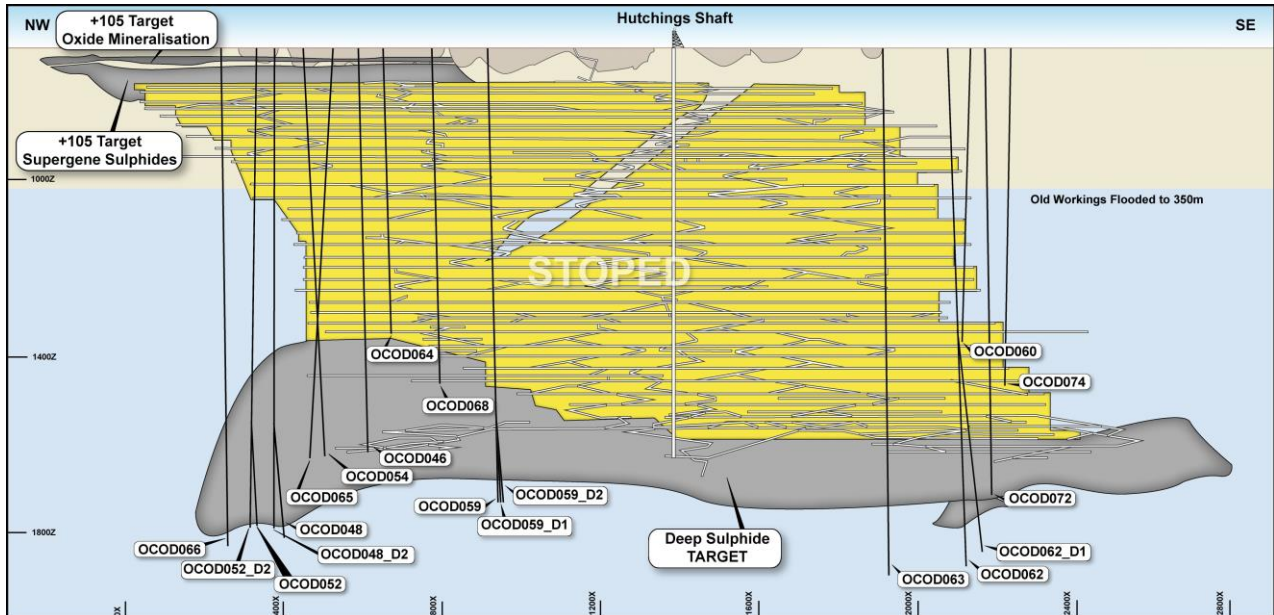 NW
Hutchings Shaft
SE
+105 Target
Oxide Mineralisation
+105 Target
Supergene Sulphides
1000Z
Old Workings Flooded to 350m
STOPED
1400Z
OCOD064
OCOD060
OCOD074
OCOD068
OCOD046
OCOD054
OCOD065
OCOD059_D2
OCOD059
OCOD059_D1
OCOD072
1800Z
OCOD048
OCOD066
OCOD048_D2
OCOD052_D2
OCOD052
Deep Sulphide
TARGET
OCOD062_D1
OCOD062
OCOD063
0X
400X
800X
1200X
1600X
2000X
2400X
2800X